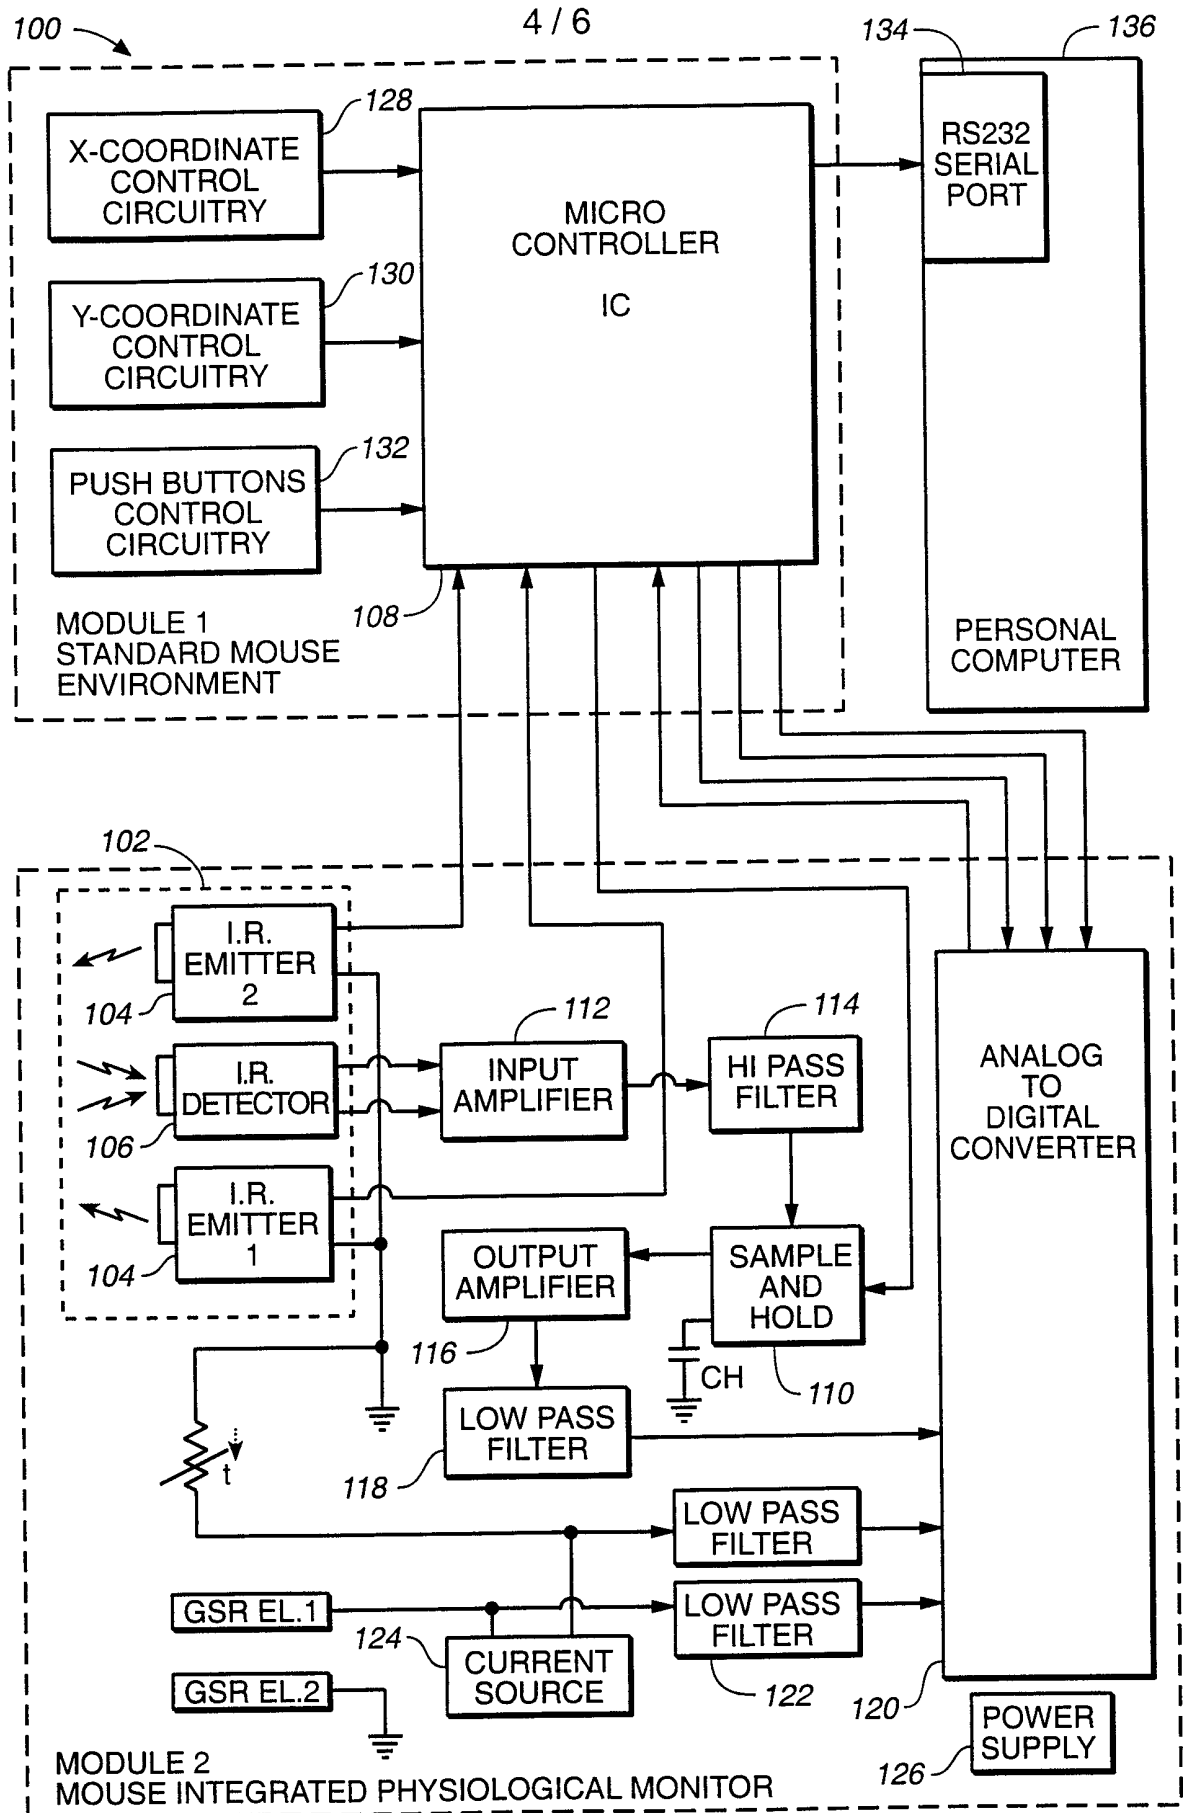 4 / 6
100
134
136
128
X-COORDINATE
CONTROL
CIRCUITRY
MICRO
CONTROLLER
IC
RS232
SERIAL
PORT
130
Y-COORDINATE
CONTROL
CIRCUITRY
132
PUSH BUTTONS
CONTROL
CIRCUITRY
108
MODULE 1
STANDARD MOUSE
ENVIRONMENT
PERSONAL
COMPUTER
102
I.R.
EMITTER
2
104
I.R.
DETECTOR
106
I.R.
EMITTER
1
104
112
INPUT
AMPLIFIER
114
HI PASS
FILTER
ANALOG
TO
DIGITAL
CONVERTER
OUTPUT
AMPLIFIER
116
SAMPLE
AND
HOLD
110
CH
LOW PASS
FILTER
118
t
LOW PASS
FILTER
GSR EL.1
LOW PASS
FILTER
122
124
CURRENT
SOURCE
GSR EL.2
120
POWER
SUPPLY
126
MODULE 2
MOUSE INTEGRATED PHYSIOLOGICAL MONITOR